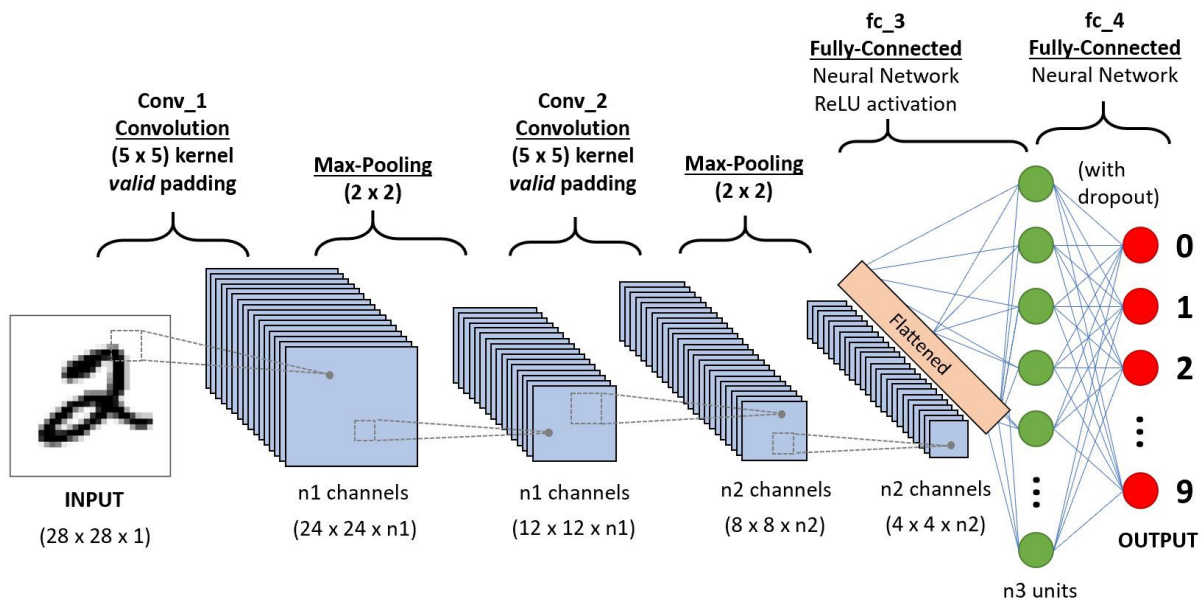 Conv_1
Convolution
(5 x 5) kernel
valid padding
Max-Pooling
(2 x 2)
Conv_2
Convolution
(5 x 5) kernel
valid padding
Max-Pooling
(2 x 2)
fc_3
Fully-Connected
Neural Network
ReLU activation
fc_4
Fully-Connected
Neural Network
(with
dropout)
Flattened
0
1
2
9
OUTPUT
2
INPUT
(28 x 28 x 1)
n1 channels
(24 x 24 x n1)
n1 channels
(12 x 12 x n1)
n2 channels
(8 x 8 x n2)
n2 channels
(4 x 4 x n2)
n3 units